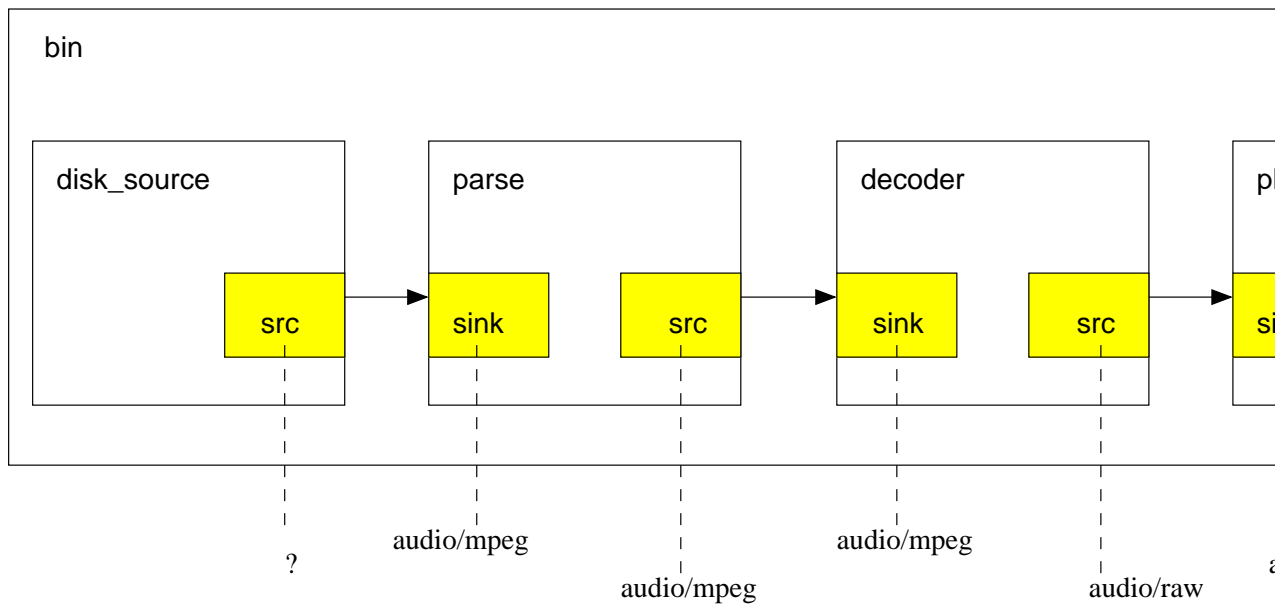 bin
disk_source
parse
decoder
src
sink
src
sink
src
?
audio/mpeg
audio/mpeg
audio/mpeg
audio/raw